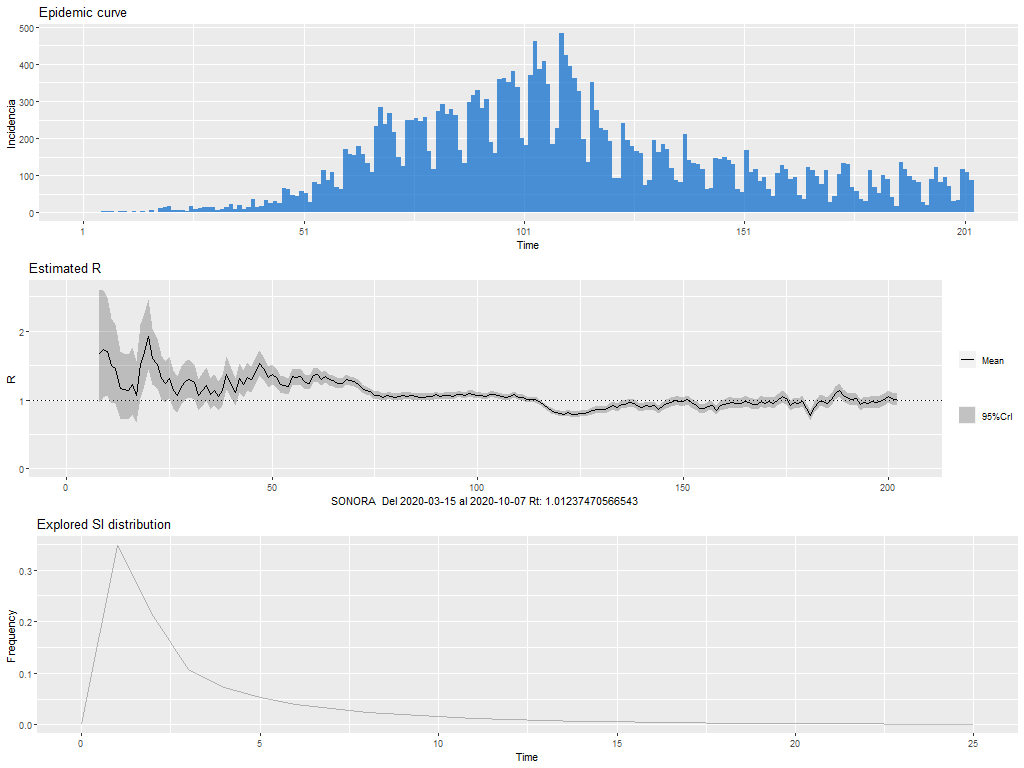 Epidemic curve
500
400
300
200
100
0
Incidencia
1
51
101
151
201
Time
Estimated R
2
1
0
R
Mean
95%CrI
0
50
100
150
200
SONORA Del 2020-03-15 al 2020-10-07 Rt: 1.01237470566543
Explored SI distribution
0.3
0.2
0.1
0.0
Frequency
0
5
10
15
20
25
Time